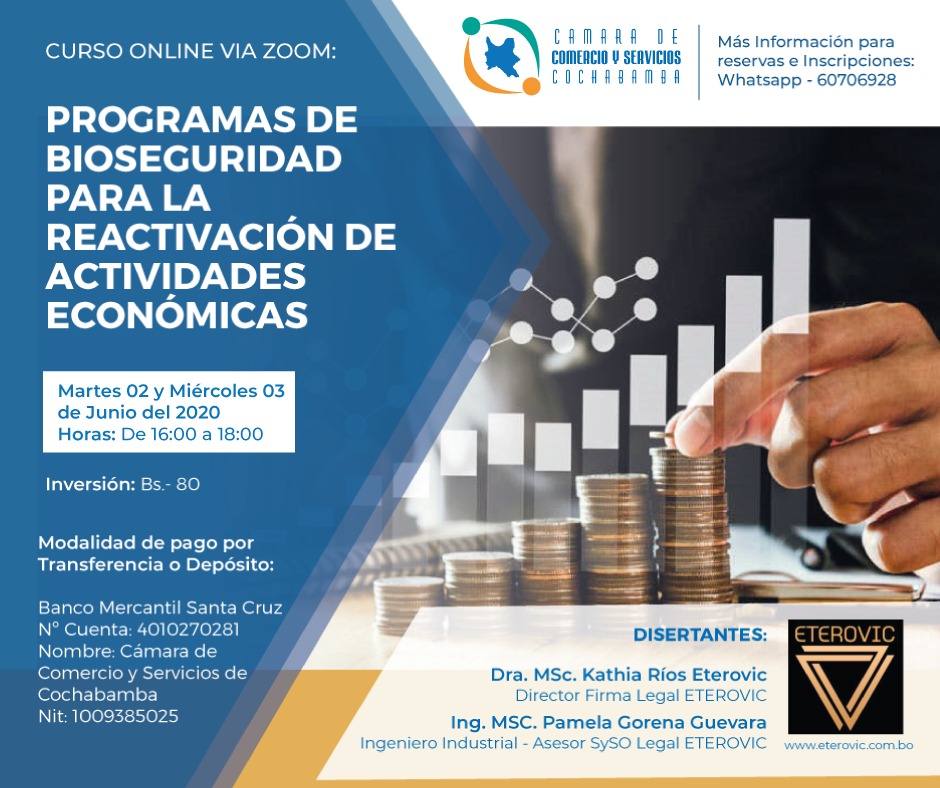 CURSO ONLINE VIA ZOOM:
PROGRAMAS DE
BIOSEGURIDAD
PARA LA
REACTIVACIÓN DE
ACTIVIDADES
ECONÓMICAS
Martes 02 y Miércoles 03
de Junio del 2020
Horas: De 16:00 a 18:00
Inversión: Bs.- 80
Modalidad de pago por
Transferencia o Depósito:
Banco Mercantil Santa Cruz
N° Cuenta: 4010270281
Nombre: Cámara de
Comercio y Servicios de
Cochabamba
Nit: 1009385025
CAMARA DE
COMERCIO Y SERVICIOS
COCHABAMBA
Más Información para
reservas e Inscripciones:
Whatsapp - 60706928
DISERTANTES:
Dra. MSc. Kathia Ríos Eterovic
Director Firma Legal ETEROVIC
Ing. MSC. Pamela Gorena Guevara
Ingeniero Industrial - Asesor SySO Legal ETEROVIC
ETEROVIC
www.eterovic.com.bo